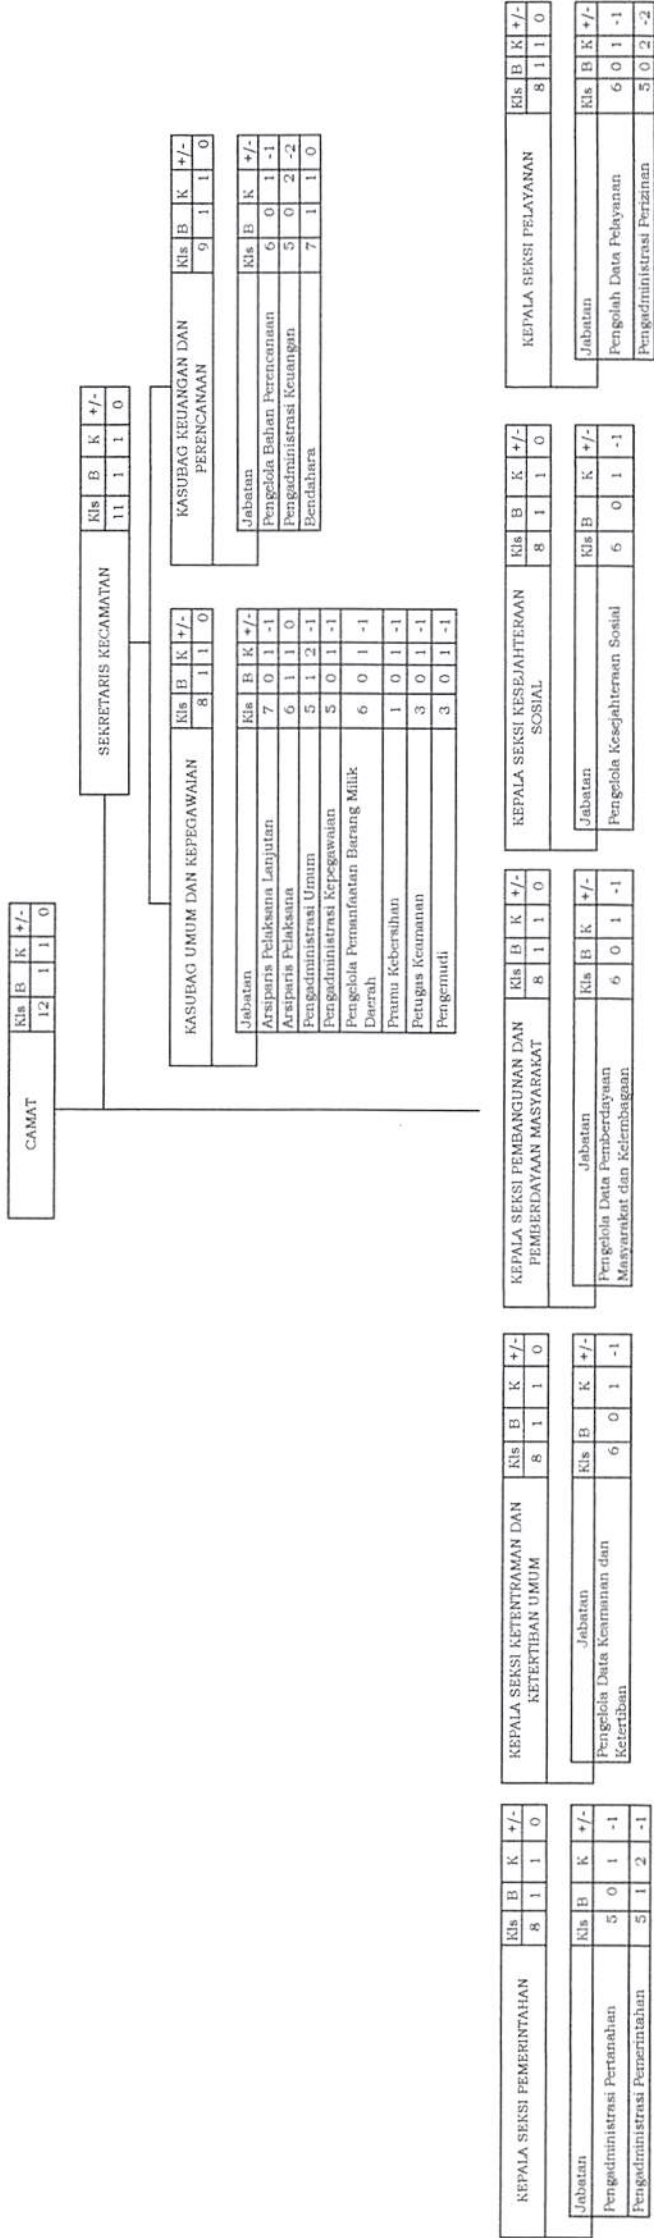 CAMAT
Kls B K +/-
12 1 1 0
SEKRETARIS KECAMATAN
Kls B K +/-
11 1 1 0
KASUBAG UMUM DAN KEPEGAWAIAN
Kls B K +/-
8 1 1 0
Jabatan Kls B K +/-
Arsiparis Pelaksana Lanjutan 7 0 1 -1
Arsiparis Pelaksana 6 1 1 0
Pengadministrasi Umum 5 1 2 -1
Pengadministrasi Kepegawaian 5 0 1 -1
Pengelola Pemanfaatan Barang Milik
Daerah 6 0 1 -1
Pramu Kebersihan 1 0 1 -1
Petugas Keamanan 3 0 1 -1
Pengemudi 3 0 1 -1
KASUBAG KEUANGAN DAN
PERENCANAAN
Kls B K +/-
9 1 1 0
Jabatan Kls B K +/-
Pengelola Bahan Perencanaan 6 0 1 -1
Pengadministrasi Keuangan 5 0 2 -2
Bendahara 7 1 1 0
KEPALA SEKSI PEMERINTAHAN
Kls B K +/-
8 1 1 0
Jabatan Kls B K +/-
Pengadministrasi Pertanahan 5 0 1 -1
Pengadministrasi Pemerintahan 5 1 2 -1
KEPALA SEKSI KETENTRAMAN DAN
KETERTIBAN UMUM
Kls B K +/-
8 1 1 0
Jabatan Kls B K +/-
Pengelola Data Keamanan dan
Ketertiban 6 0 1 -1
KEPALA SEKSI PEMBANGUNAN DAN
PEMBERDAYAAN MASYARAKAT
Kls B K +/-
8 1 1 0
Jabatan Kls B K +/-
Pengelola Data Pemberdayaan
Masyarakat dan Kelembagaan 6 0 1 -1
KEPALA SEKSI KESEJAHTERAAN
SOSIAL
Kls B K +/-
8 1 1 0
Jabatan Kls B K +/-
Pengelola Kesejahteraan Sosial 6 0 1 -1
KEPALA SEKSI PELAYANAN
Kls B K +/-
8 1 1 0
Jabatan Kls B K +/-
Pengolah Data Pelayanan 6 0 1 -1
Pengadministrasi Perizinan 5 0 2 -2